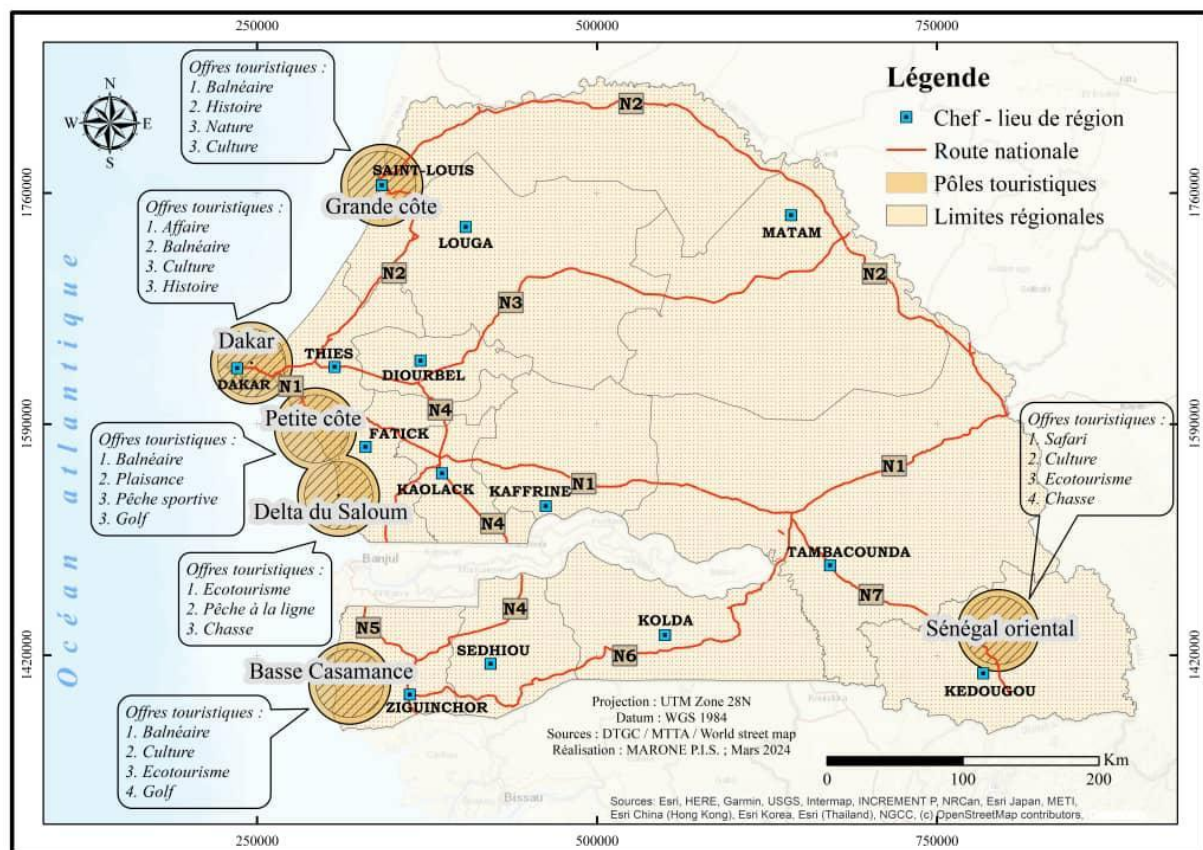 250000
500000
750000
Offres touristiques :
1. Balnéaire
2. Histoire
3. Nature
3. Culture
N
W
E
S
Légende
Chef - lieu de région
Route nationale
Pôles touristiques
Limites régionales
N2
1760000
1760000
SAINT-LOUIS
Grande côte
LOUGA
MATAM
Offres touristiques :
1. Affaire
2. Balnéaire
3. Culture
3. Histoire
N2
N2
N3
Océan atlantique
Dakar
DAKAR
THIES
DIOURBEL
N1
N4
1590000
1590000
Petite côte
FATICK
Offres touristiques :
1. Balnéaire
2. Plaisance
3. Pêche sportive
3. Golf
Offres touristiques :
1. Safari
2. Culture
3. Ecotourisme
4. Chasse
KAOLACK
KAFFRINE
N1
N1
N4
Delta du Saloum
Banjul
TAMBACOUNDA
Offres touristiques :
1. Ecotourisme
2. Pêche à la ligne
3. Chasse
N7
N4
N5
KOLDA
Sénégal oriental
1420000
1420000
SEDHIOU
N6
Basse Casamance
KEDOUGOU
ZIGUINCHOR
Offres touristiques :
1. Balnéaire
2. Culture
3. Ecotourisme
4. Golf
Projection : UTM Zone 28N
Datum : WGS 1984
Sources : DTGC / MTTA / World street map
Réalisation : MARONE P.I.S. ; Mars 2024
Km
0
100
200
Bissau
Sources: Esri, HERE, Garmin, USGS, Intermap, INCREMENT P, NRCan, Esri Japan, METI,
Esri China (Hong Kong), Esri Korea, Esri (Thailand), NGCC, (c) OpenStreetMap contributors,
250000
500000
750000